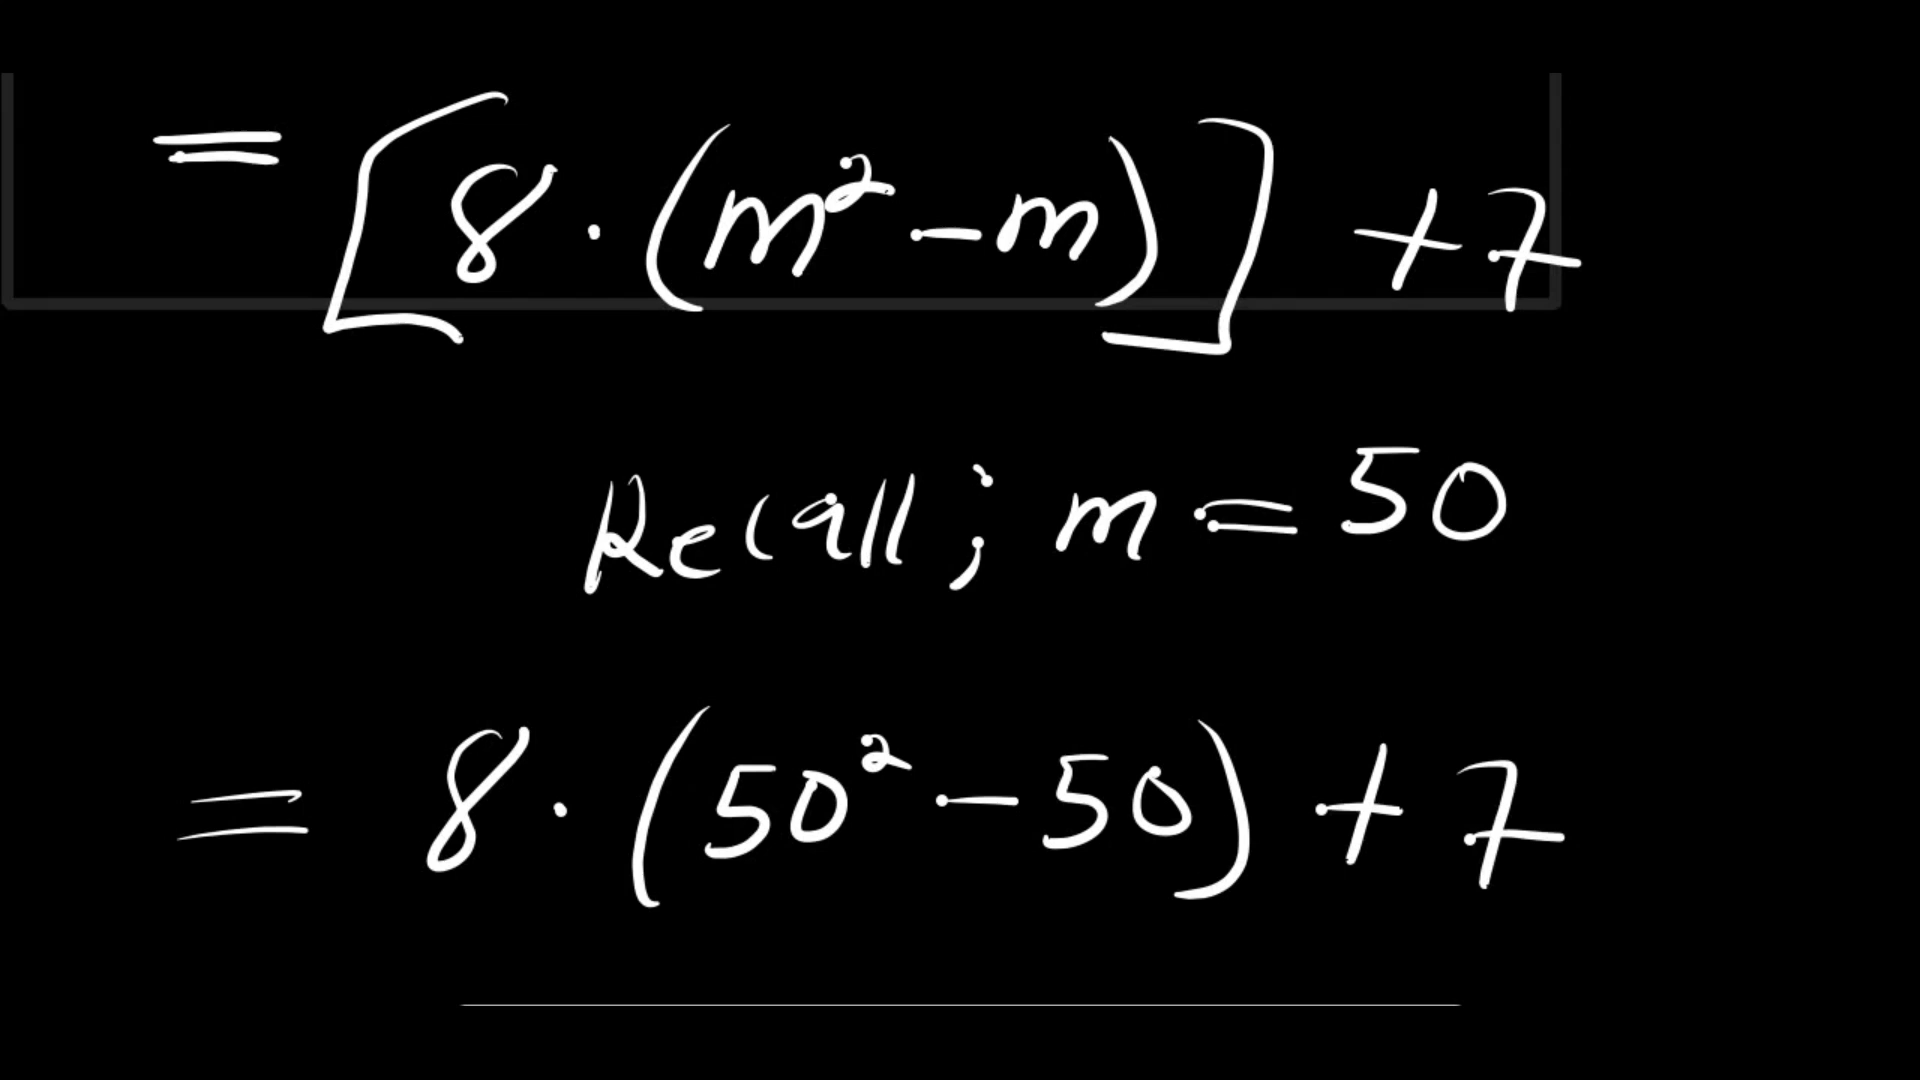 = [8 · (m² - m)] + 7
Recall; m = 50
= 8 · (50² - 50) + 7